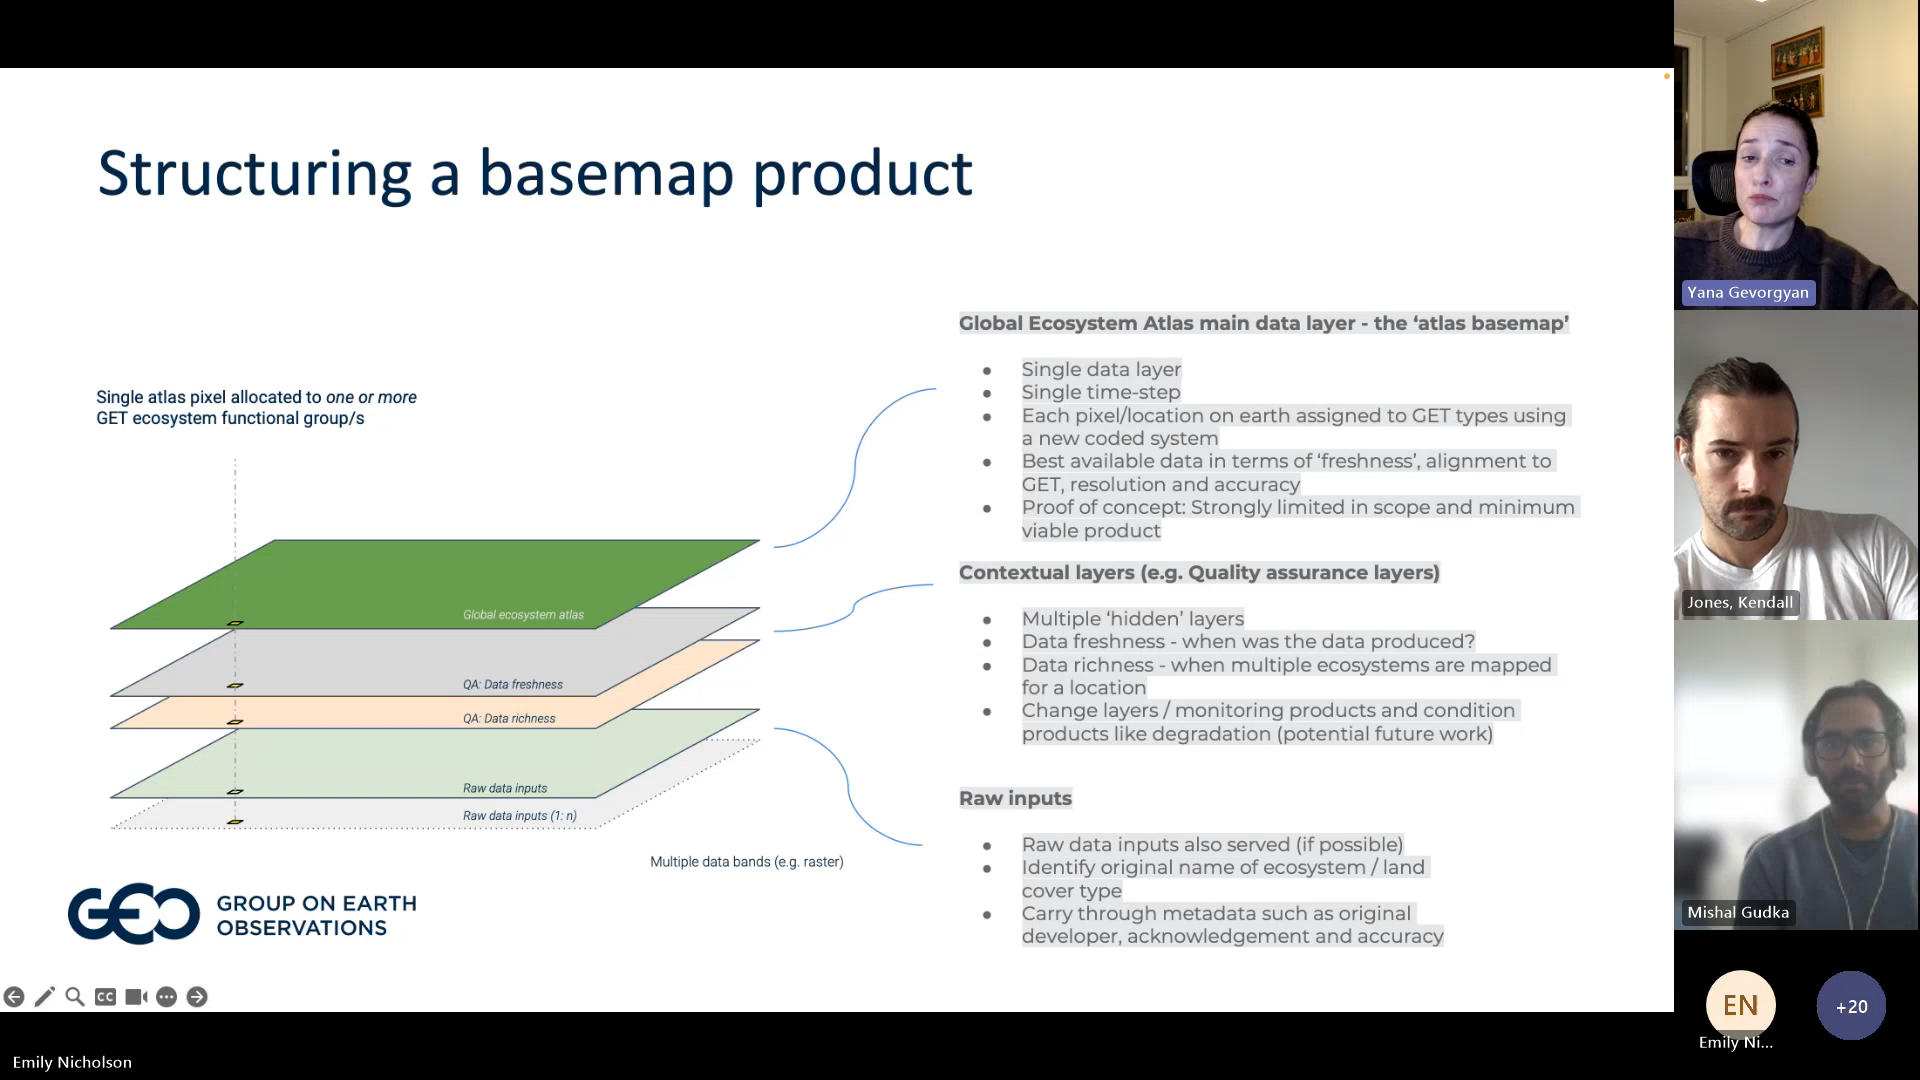 Structuring a basemap product
Single atlas pixel allocated to one or more
GET ecosystem functional group/s
Global ecosystem atlas
QA: Data freshness
QA: Data richness
Raw data inputs
Raw data inputs (1: n)
Multiple data bands (e.g. raster)
GEO
GROUP ON EARTH
OBSERVATIONS
Global Ecosystem Atlas main data layer - the ‘atlas basemap’
● Single data layer
● Single time-step
● Each pixel/location on earth assigned to GET types using
a new coded system
● Best available data in terms of ‘freshness’, alignment to
GET, resolution and accuracy
● Proof of concept: Strongly limited in scope and minimum
viable product
Contextual layers (e.g. Quality assurance layers)
● Multiple ‘hidden’ layers
● Data freshness - when was the data produced?
● Data richness - when multiple ecosystems are mapped
for a location
● Change layers / monitoring products and condition
products like degradation (potential future work)
Raw inputs
● Raw data inputs also served (if possible)
● Identify original name of ecosystem / land
cover type
● Carry through metadata such as original
developer, acknowledgement and accuracy
CC
Emily Nicholson
Yana Gevorgyan
Jones, Kendall
Mishal Gudka
EN
Emily Ni...
+20